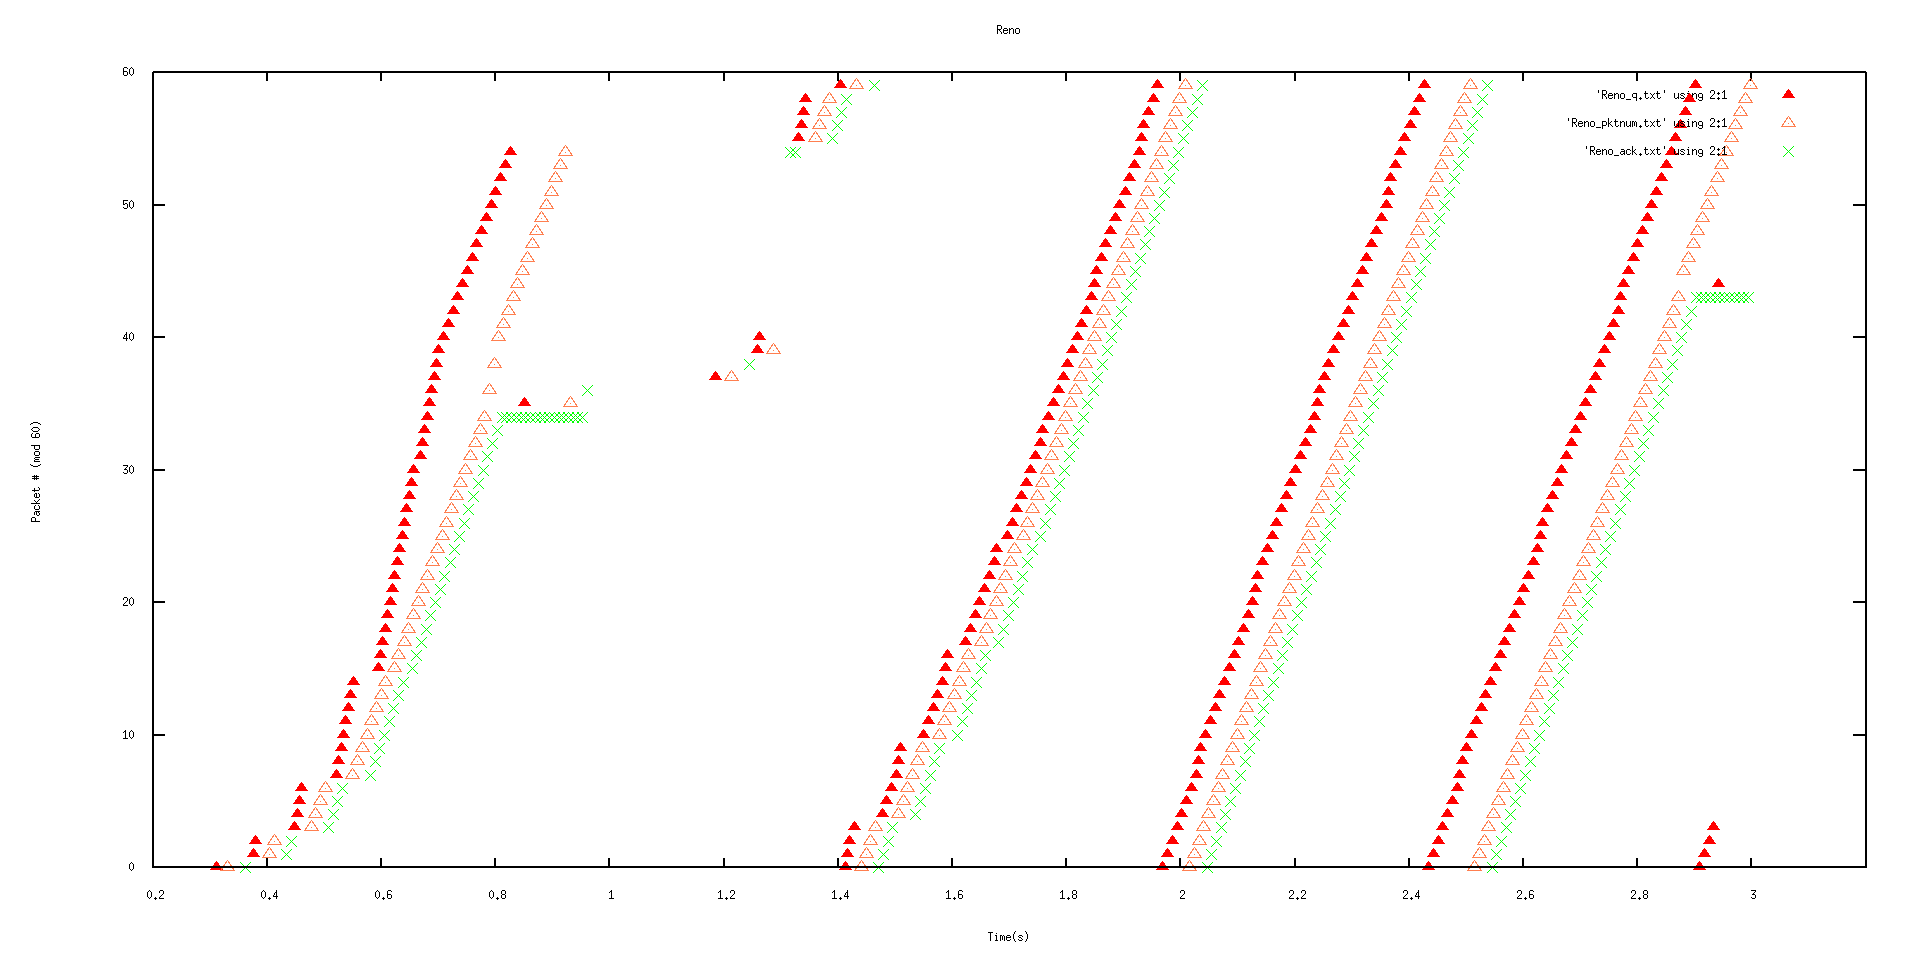 Reno
60
50
40
30
20
10
0
Packet # (mod 60)
'Reno_q.txt' using 2:1
'Reno_pktnum.txt' using 2:1
'Reno_ack.txt' using 2:1
0.2 0.4 0.6 0.8 1 1.2 1.4 1.6 1.8 2 2.2 2.4 2.6 2.8 3
Time(s)